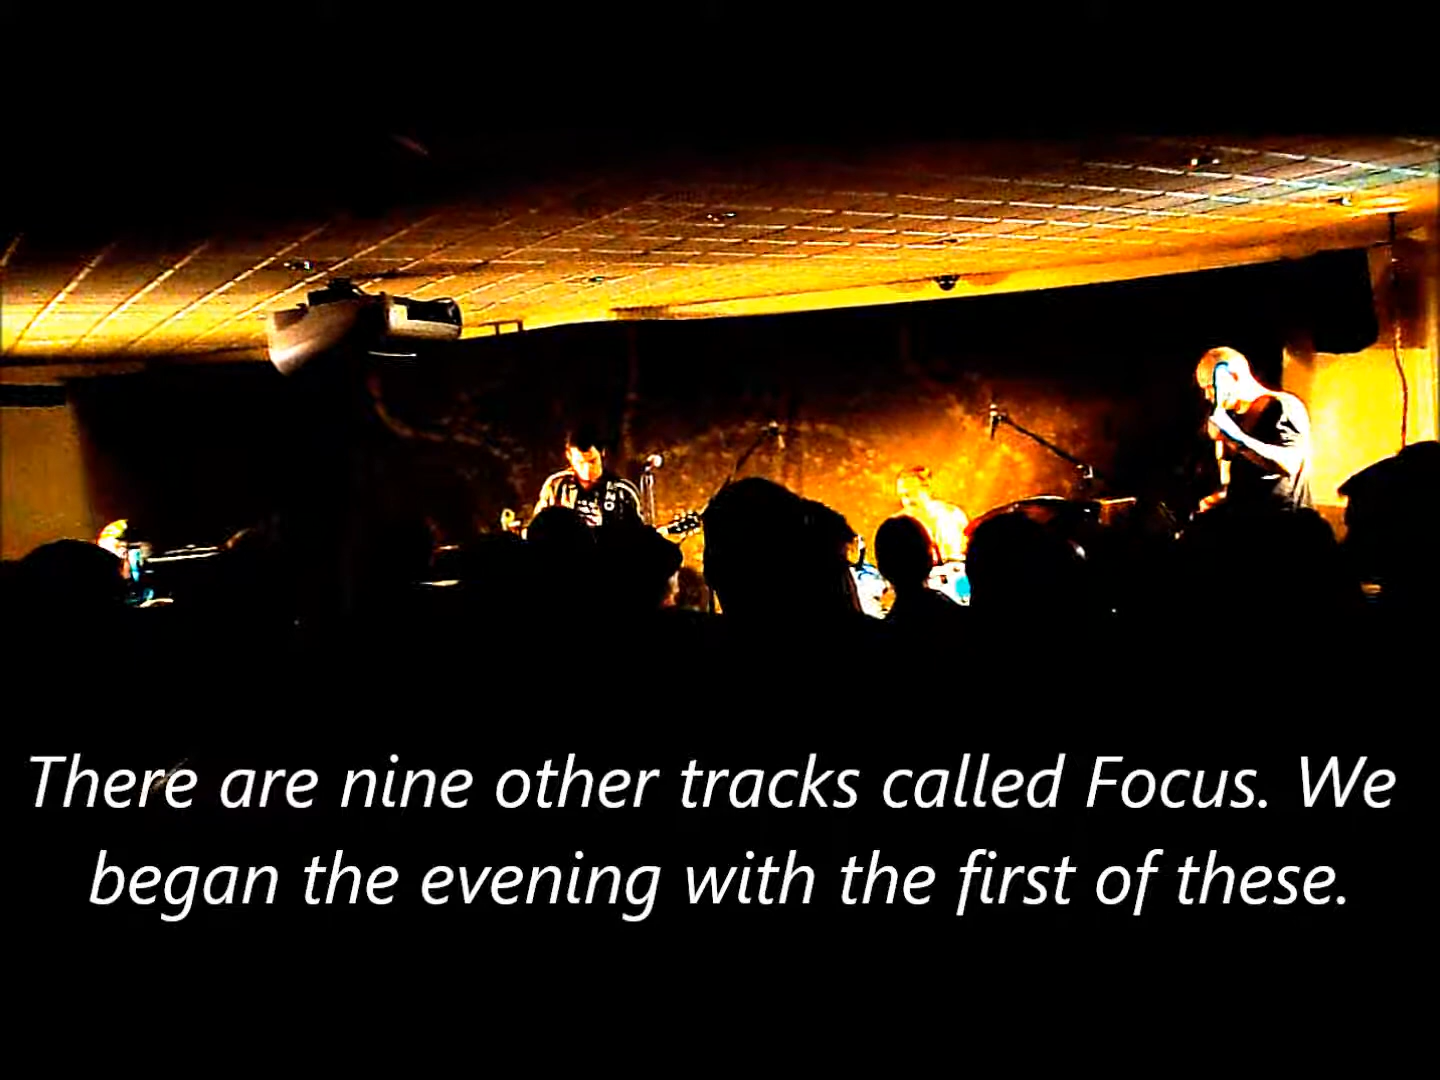 There are nine other tracks called Focus. We
began the evening with the first of these.